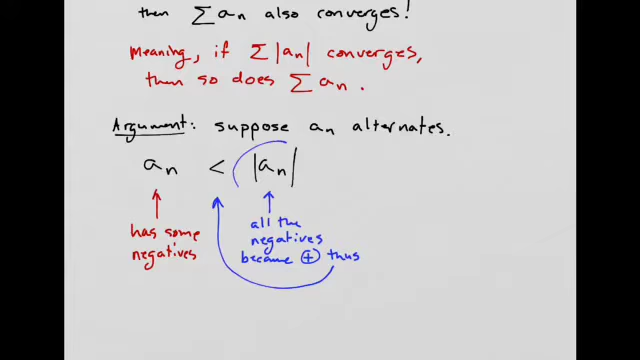 then Σ an also converges!
Meaning, if Σ |an| converges,
then so does Σ an.
Argument: suppose an alternates.
an < |an|
has some
negatives
all the
negatives
became ⊕ thus